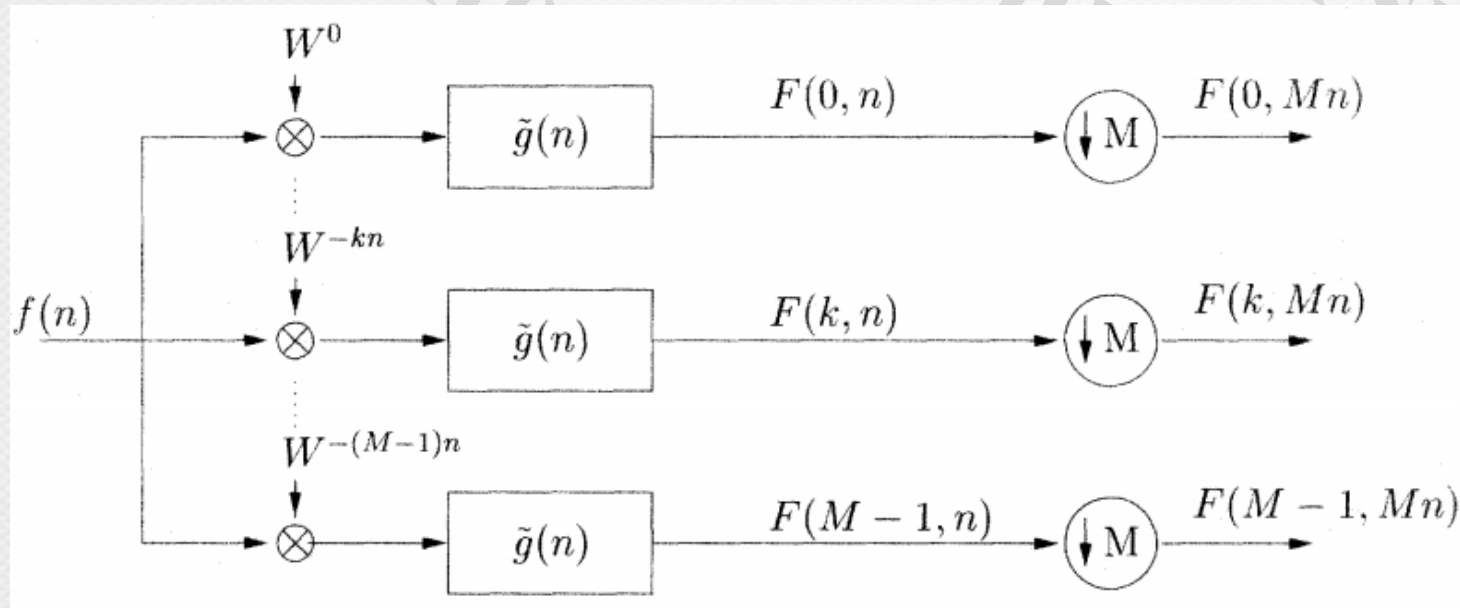 W^0
g̃(n) F(0, n) ↓ M F(0, Mn)
W^{-kn}
f(n) g̃(n) F(k, n) ↓ M F(k, Mn)
W^{-(M-1)n}
g̃(n) F(M − 1, n) ↓ M F(M − 1, Mn)